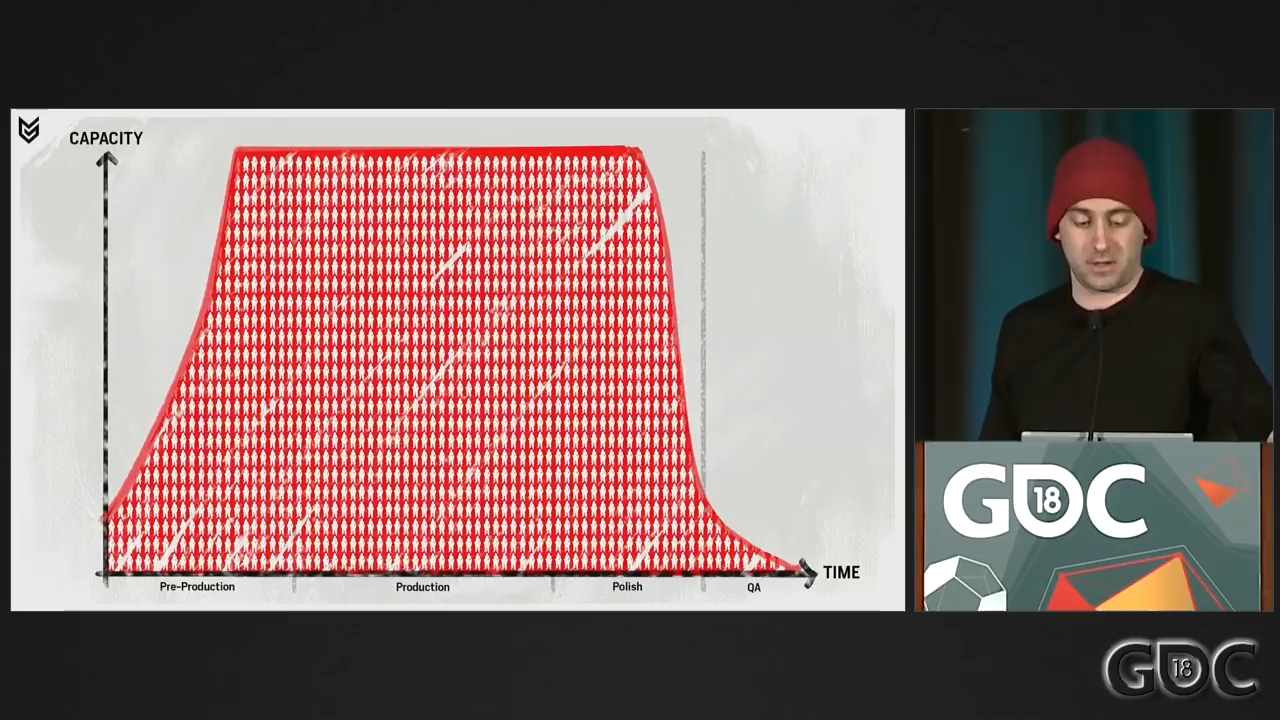 CAPACITY
TIME
Pre-Production
Production
Polish
QA
GDC
18
GDC
18